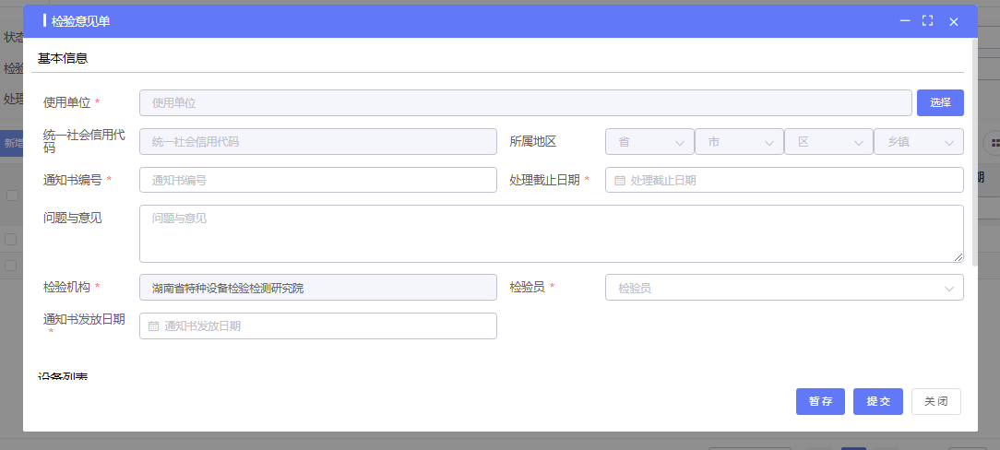 检验意见单
状态
检验
处理
新增
期
基本信息
使用单位 * 使用单位 选择
统一社会信用代码 统一社会信用代码 所属地区 省 市 区 乡镇
通知书编号 * 通知书编号 处理截止日期 * 处理截止日期
问题与意见 问题与意见
检验机构 * 湖南省特种设备检验检测研究院 检验员 * 检验员
通知书发放日期 * 通知书发放日期
设备列表
暂存 提交 关闭